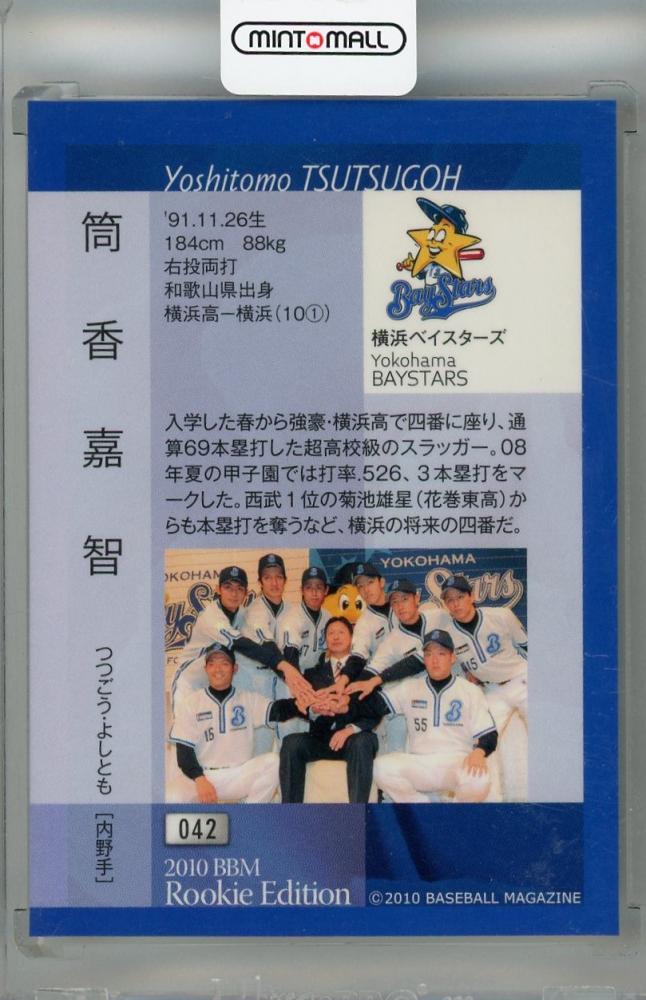 MINT MALL
Yoshitomo TSUTSUGOH
筒香嘉智
つつごう・よしとも [内野手]
'91.11.26生
184cm 88kg
右投両打
和歌山県出身
横浜高ー横浜(10①)
BayStars
横浜ベイスターズ
Yokohama
BAYSTARS
入学した春から強豪・横浜高で四番に座り、通
算69本塁打した超高校級のスラッガー。08
年夏の甲子園では打率.526、3本塁打をマ
ークした。西武1位の菊池雄星(花巻東高)か
らも本塁打を奪うなど、横浜の将来の四番だ。
YOKOHAMA
Stars
47
15
16
55
B
B
042
2010 BBM
Rookie Edition
©2010 BASEBALL MAGAZINE